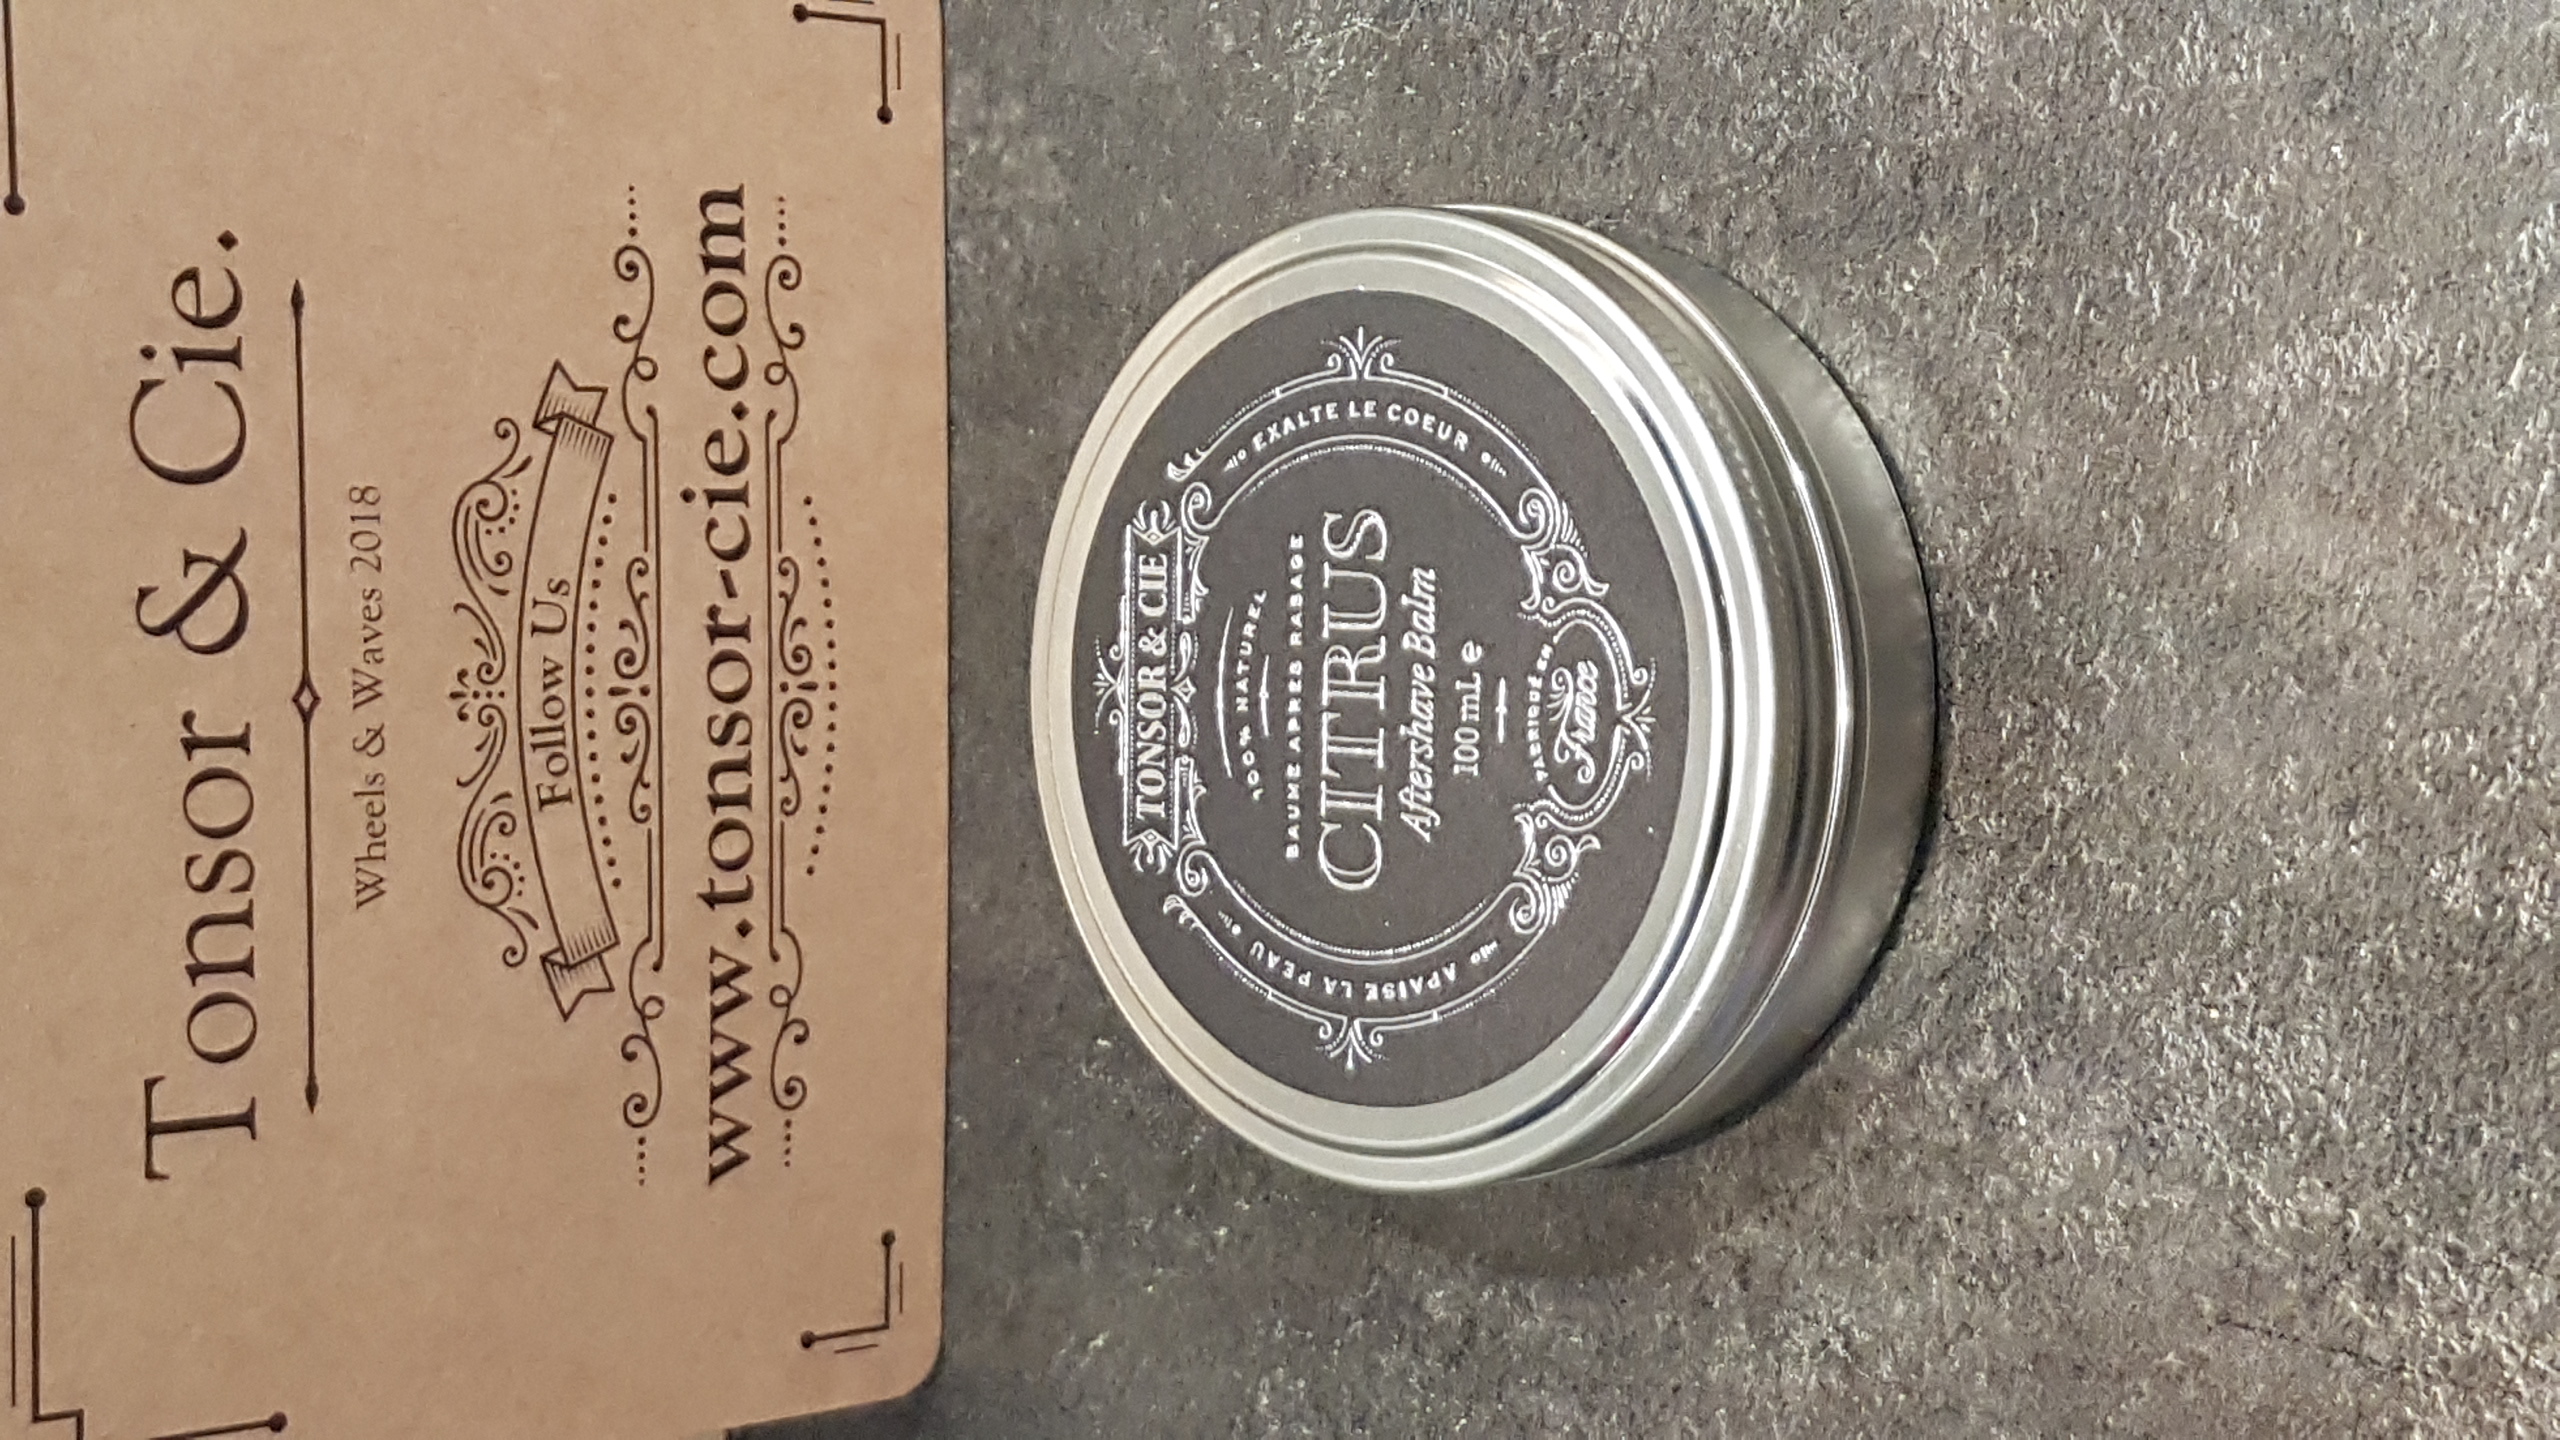 Tonsor & Cie.
Wheels & Waves 2018
Follow Us
www.tonsor-cie.com
TONSOR & CIE
EXALTE LE COEUR
100% NATUREL
BAUME APRES RASAGE
CITRUS
Aftershave Balm
100 mL e
APAISE LA PEAU
FABRIQUÉ EN
France